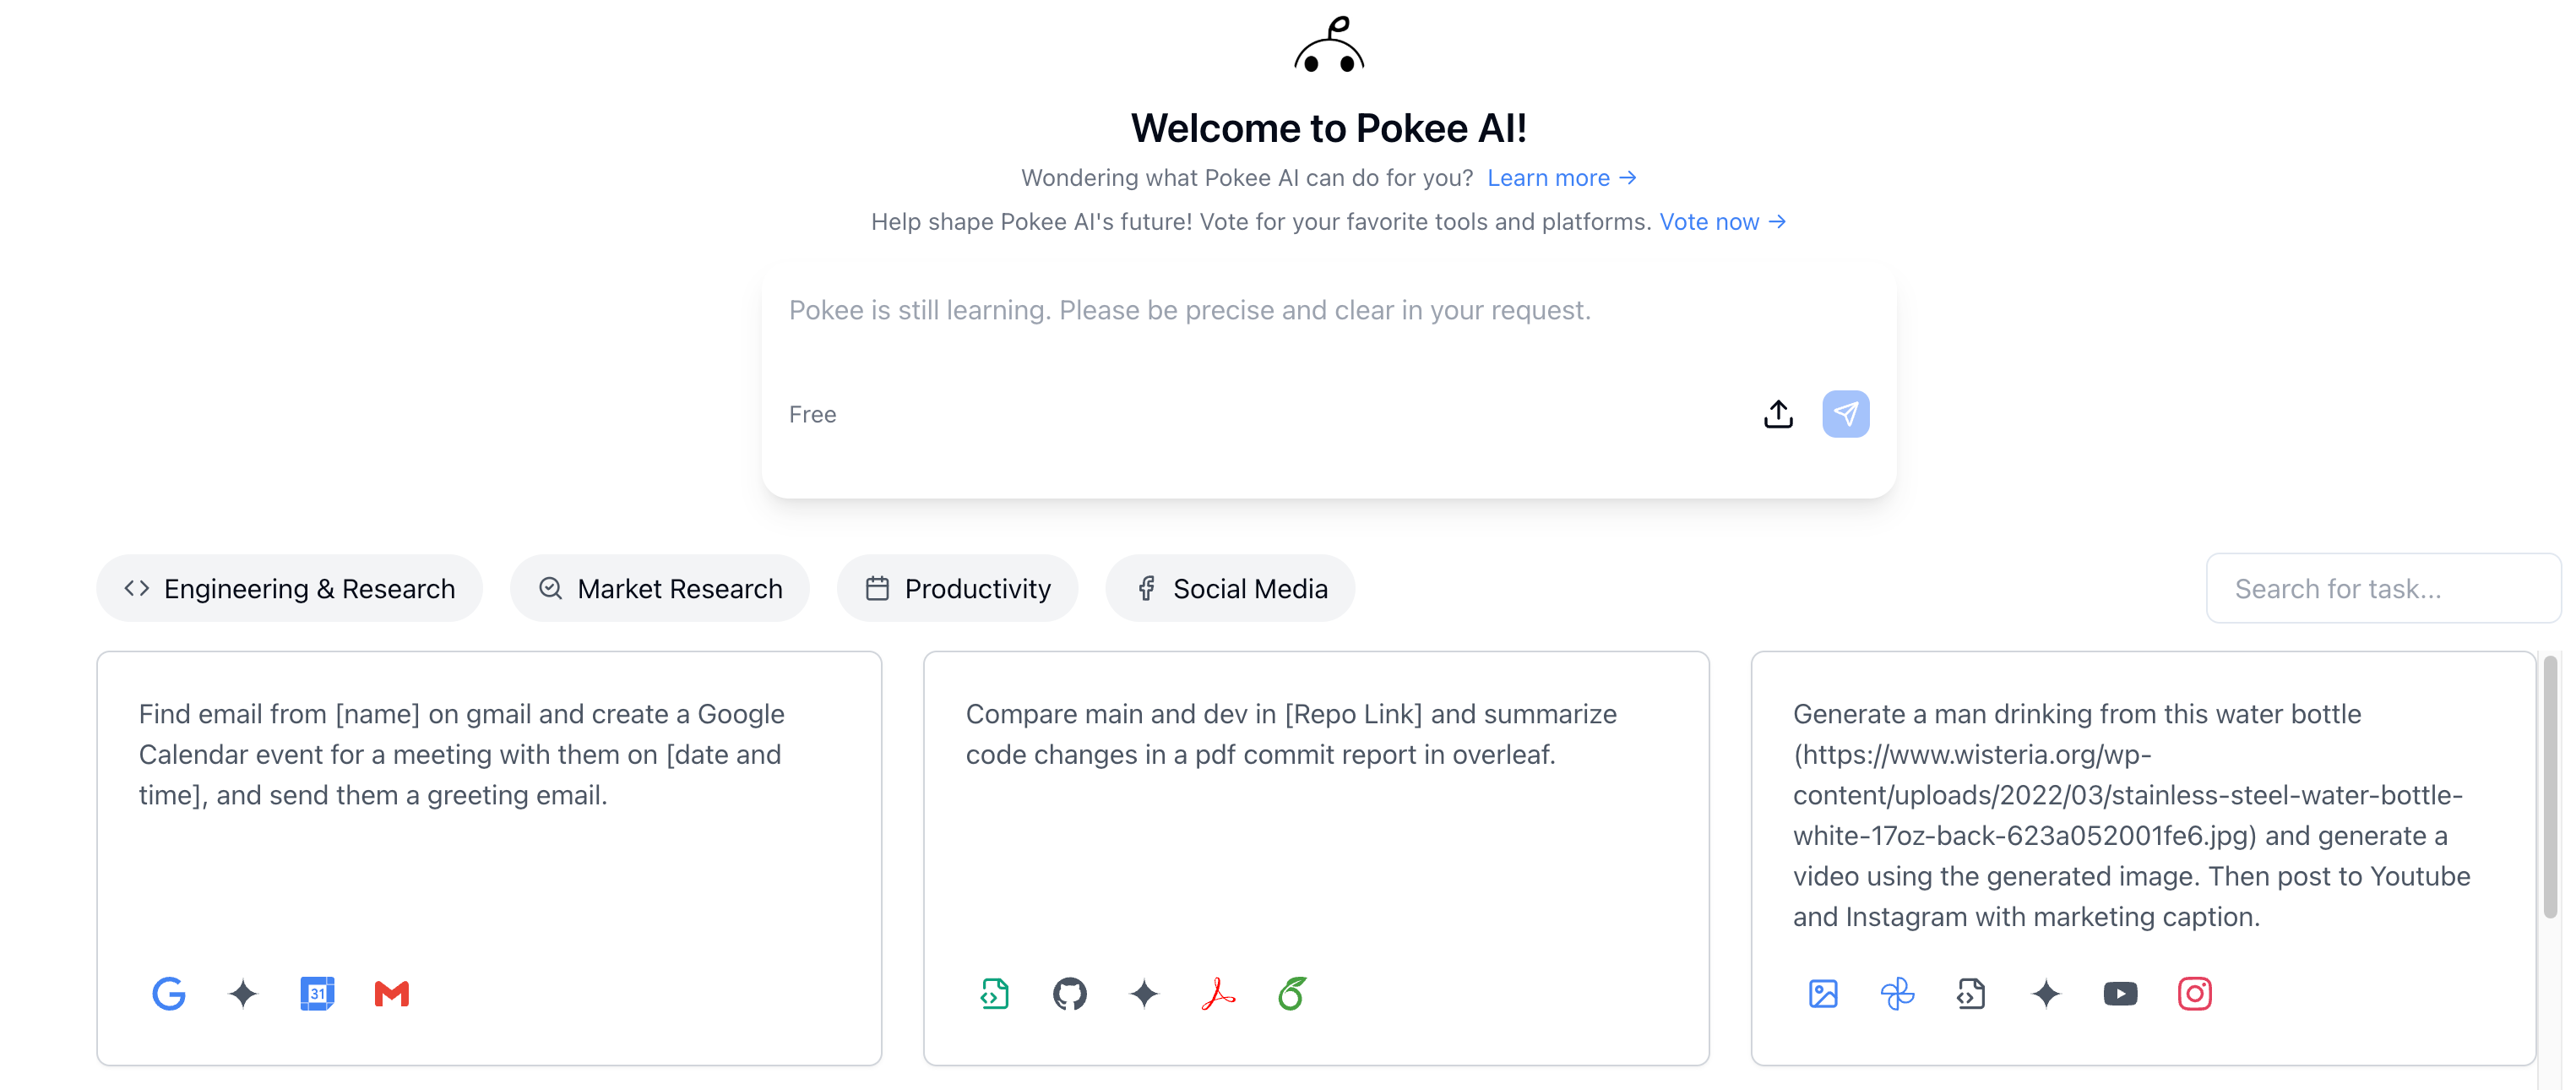 Welcome to Pokee AI!
Wondering what Pokee AI can do for you? Learn more →
Help shape Pokee AI's future! Vote for your favorite tools and platforms. Vote now →
Pokee is still learning. Please be precise and clear in your request.
Free
Engineering & Research
Market Research
Productivity
Social Media
Search for task...
Find email from [name] on gmail and create a Google
Calendar event for a meeting with them on [date and
time], and send them a greeting email.
31
Compare main and dev in [Repo Link] and summarize
code changes in a pdf commit report in overleaf.
Generate a man drinking from this water bottle
(https://www.wisteria.org/wp-
content/uploads/2022/03/stainless-steel-water-bottle-
white-17oz-back-623a052001fe6.jpg) and generate a
video using the generated image. Then post to Youtube
and Instagram with marketing caption.